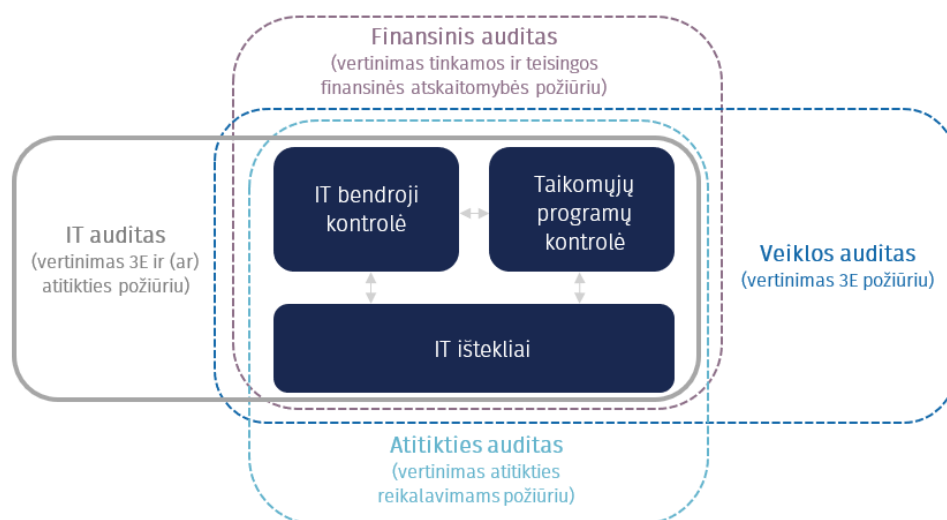 Finansinis auditas
(vertinimas tinkamos ir teisingos
finansinės atskaitomybės požiūriu)
IT bendroji
kontrolė
Taikomųjų
programų
kontrolė
IT auditas
(vertinimas 3E ir (ar)
atitikties požiūriu)
Veiklos auditas
(vertinimas 3E požiūriu)
IT ištekliai
Atitikties auditas
(vertinimas atitikties
reikalavimams požiūriu)